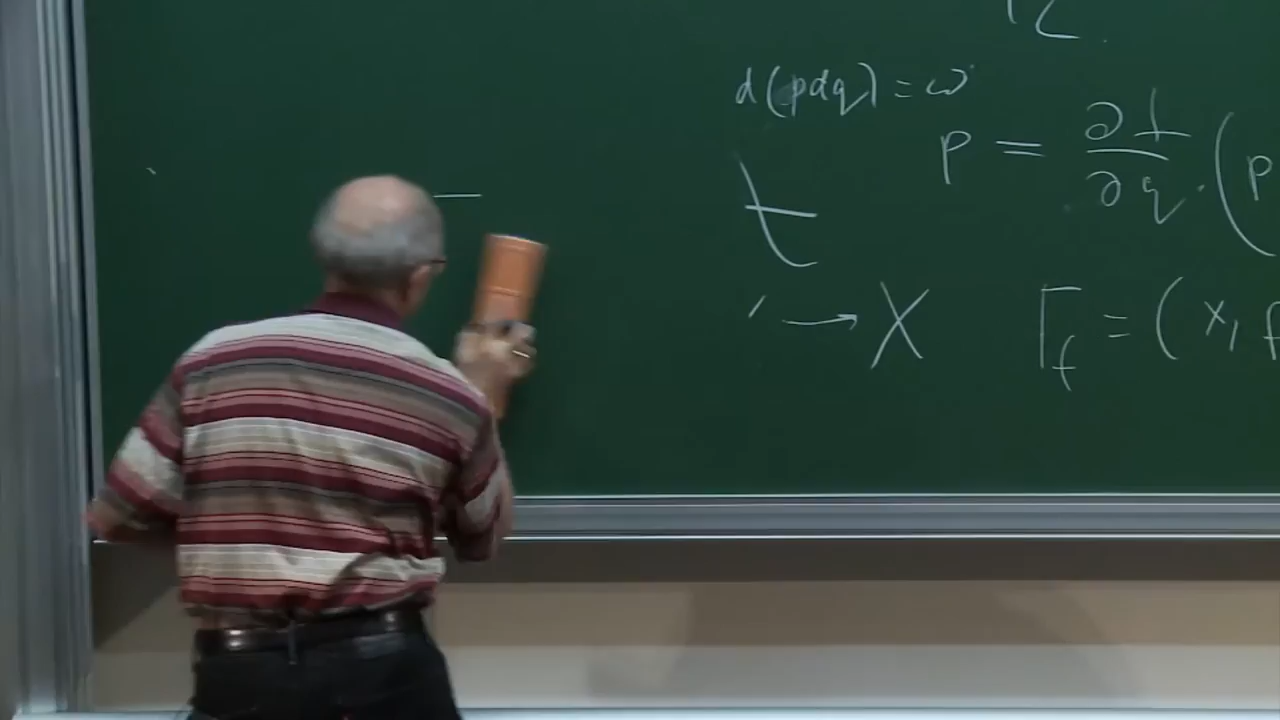 d(pdq) = ω
p = ∂f/∂q (p
t
→ X Γ_f = (x, f